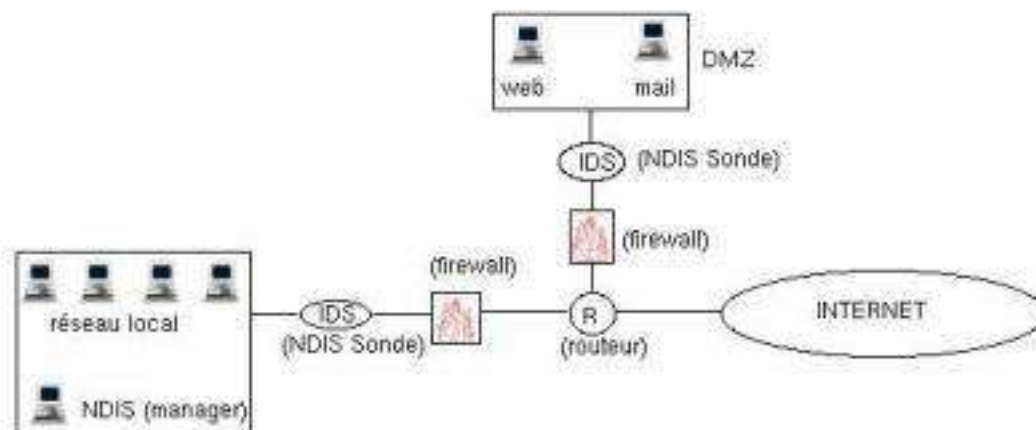 DMZ
web
mail
IDS
(NDIS Sonde)
(firewall)
(firewall)
réseau local
IDS
(NDIS Sonde)
R
(routeur)
INTERNET
NDIS (manager)